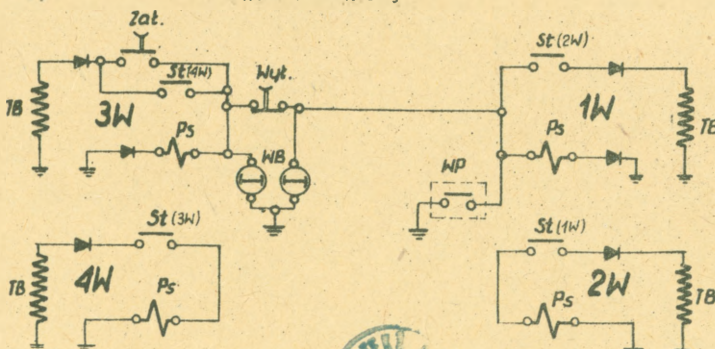 Zał.
St(4W)
TB
3W
Ps
Wył.
WB
St(2W)
1W
TB
Ps
WP
St(3W)
TB
4W
Ps
St(1W)
2W
TB
Ps